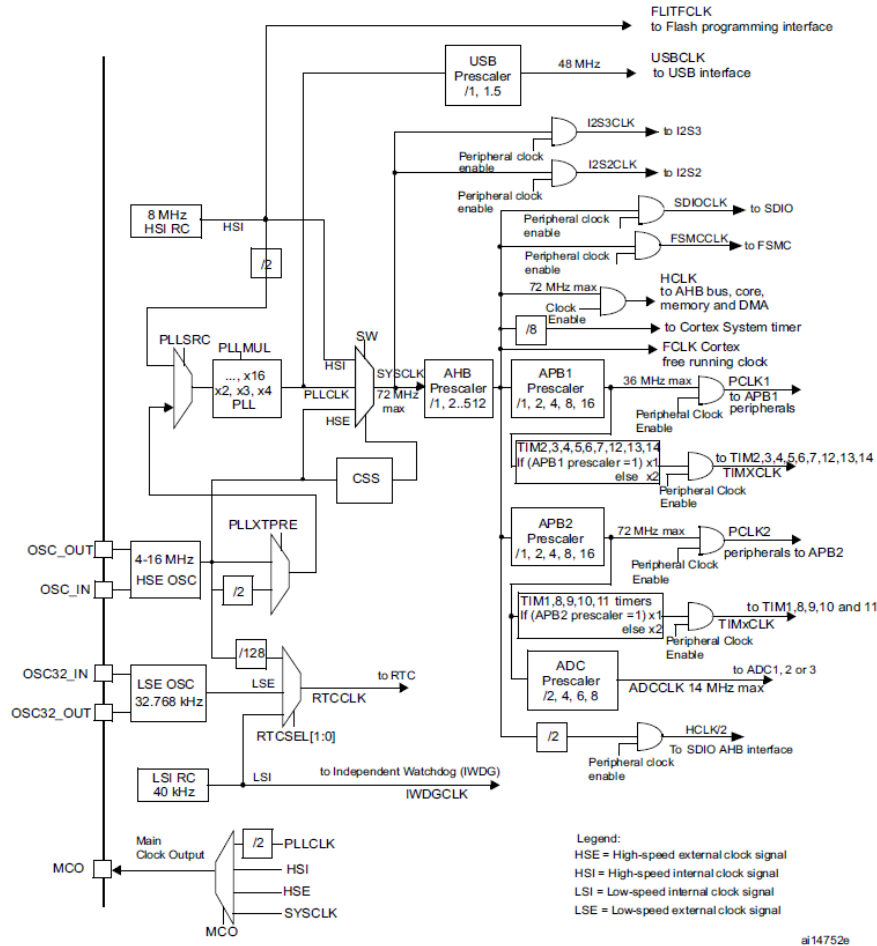 FLITFCLK
to Flash programming interface
USB
Prescaler
/1, 1.5
48 MHz
USBCLK
to USB interface
I2S3CLK
to I2S3
Peripheral clock
enable
I2S2CLK
to I2S2
Peripheral clock
enable
8 MHz
HSI RC
HSI
SDIOCLK
to SDIO
Peripheral clock
enable
FSMCCLK
to FSMC
Peripheral clock
enable
/2
HCLK
to AHB bus, core,
memory and DMA
72 MHz max
Clock
Enable
/8
to Cortex System timer
FCLK Cortex
free running clock
PLLSRC
PLLMUL
..., x16
x2, x3, x4
PLL
SW
HSI
PLLCLK
HSE
SYSCLK
72 MHz
max
AHB
Prescaler
/1, 2..512
APB1
Prescaler
/1, 2, 4, 8, 16
36 MHz max
PCLK1
to APB1
peripherals
Peripheral Clock
Enable
TIM2,3,4,5,6,7,12,13,14
If (APB1 prescaler =1) x1
else x2
to TIM2,3,4,5,6,7,12,13,14
TIMXCLK
Peripheral Clock
Enable
CSS
PLLXTPRE
OSC_OUT
OSC_IN
4-16 MHz
HSE OSC
/2
APB2
Prescaler
/1, 2, 4, 8, 16
72 MHz max
PCLK2
peripherals to APB2
Peripheral Clock
Enable
TIM1,8,9,10,11 timers
If (APB2 prescaler =1) x1
else x2
to TIM1,8,9,10 and 11
TIMxCLK
Peripheral Clock
Enable
/128
OSC32_IN
OSC32_OUT
LSE OSC
32.768 kHz
LSE
to RTC
RTCCLK
RTCSEL[1:0]
ADC
Prescaler
/2, 4, 6, 8
to ADC1, 2 or 3
ADCCLK 14 MHz max
/2
HCLK/2
To SDIO AHB interface
Peripheral clock
enable
LSI RC
40 kHz
LSI
to Independent Watchdog (IWDG)
IWDGCLK
MCO
Main
Clock Output
/2
PLLCLK
HSI
HSE
SYSCLK
MCO
Legend:
HSE = High-speed external clock signal
HSI = High-speed internal clock signal
LSI = Low-speed internal clock signal
LSE = Low-speed external clock signal
ai14752e